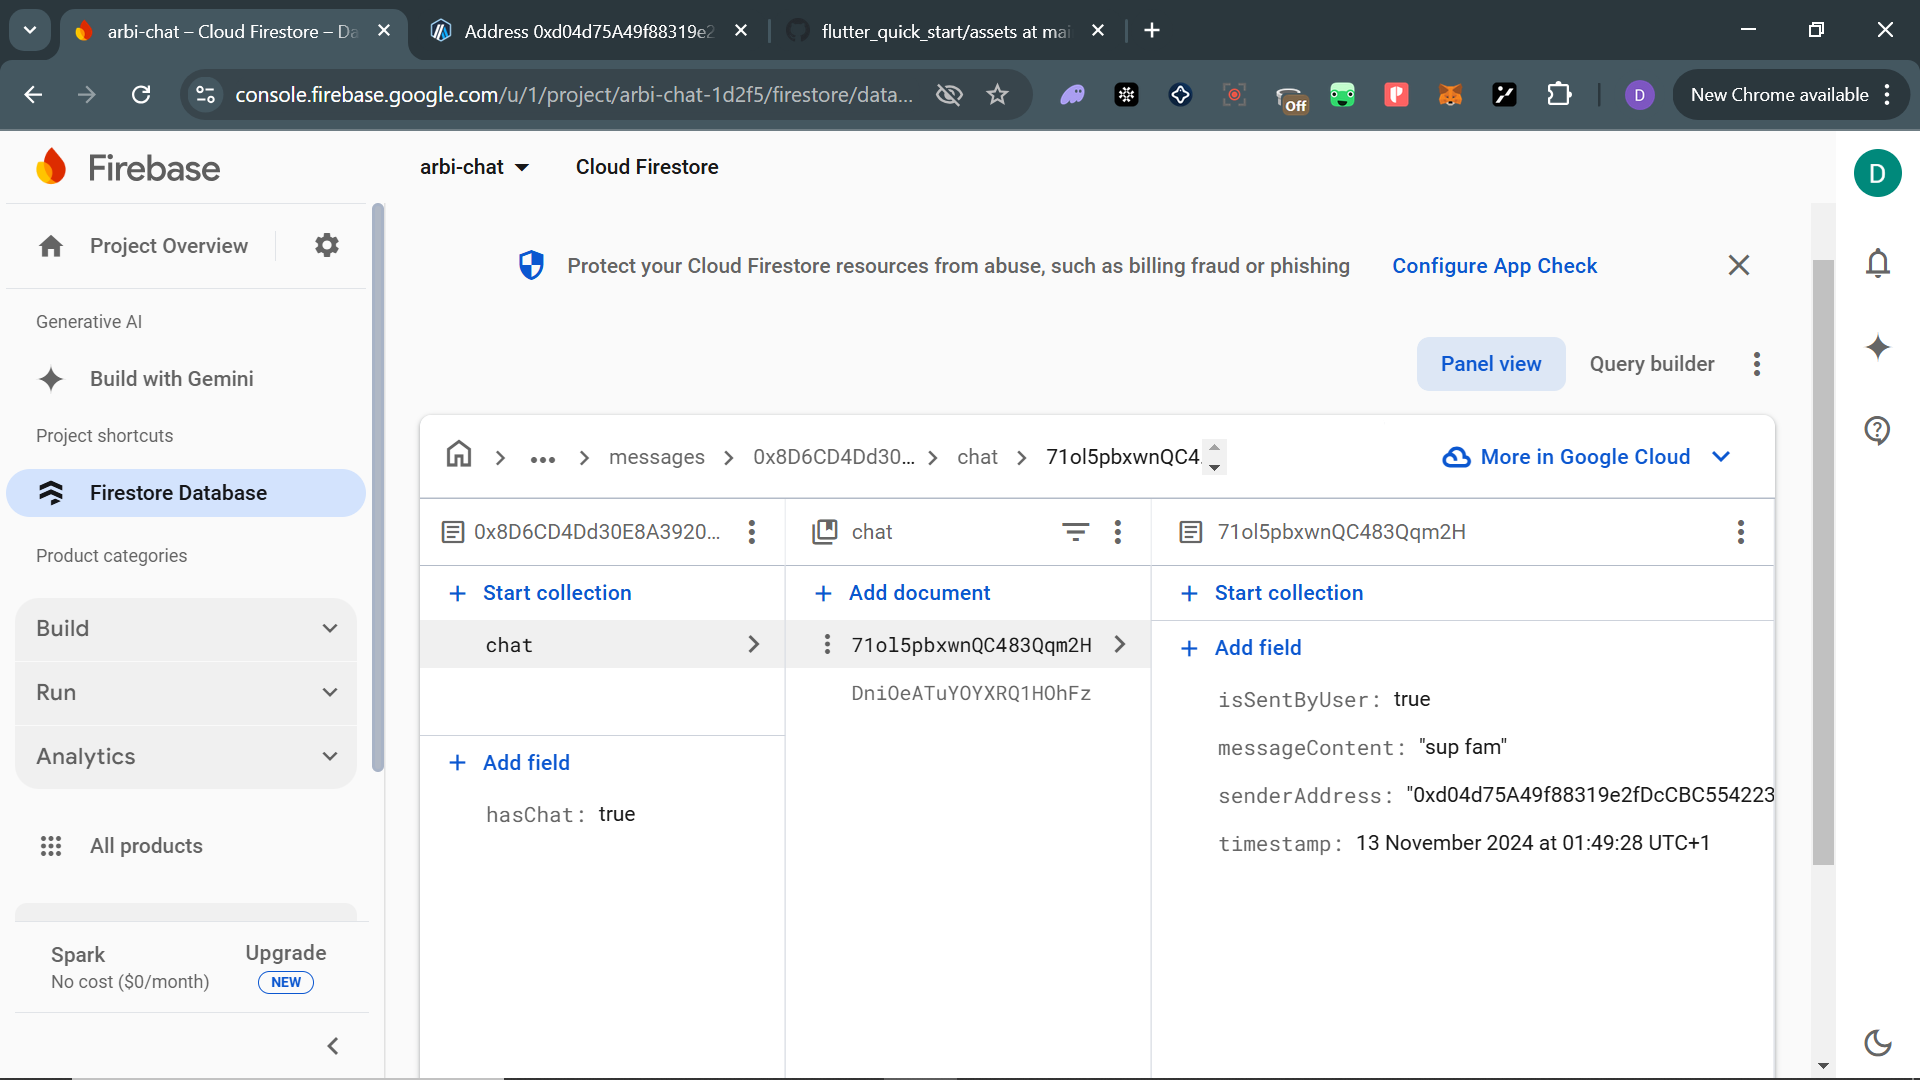 arbi-chat – Cloud Firestore – Da
Address 0xd04d75A49f88319e2
flutter_quick_start/assets at mai
console.firebase.google.com/u/1/project/arbi-chat-1d2f5/firestore/data...
Off
D
New Chrome available
Firebase
arbi-chat
Cloud Firestore
D
Project Overview
Protect your Cloud Firestore resources from abuse, such as billing fraud or phishing
Configure App Check
Generative AI
Build with Gemini
Panel view
Query builder
Project shortcuts
messages
0x8D6CD4Dd30...
chat
71ol5pbxwnQC4
More in Google Cloud
Firestore Database
0x8D6CD4Dd30E8A3920...
chat
71ol5pbxwnQC483Qqm2H
Product categories
Start collection
Add document
Start collection
Build
chat
71ol5pbxwnQC483Qqm2H
Add field
Run
DniOeATuYOYXRQ1HOhFz
isSentByUser: true
Analytics
Add field
messageContent: "sup fam"
hasChat: true
senderAddress: "0xd04d75A49f88319e2fDcCBC554223
All products
timestamp: 13 November 2024 at 01:49:28 UTC+1
Spark
Upgrade
No cost ($0/month)
NEW